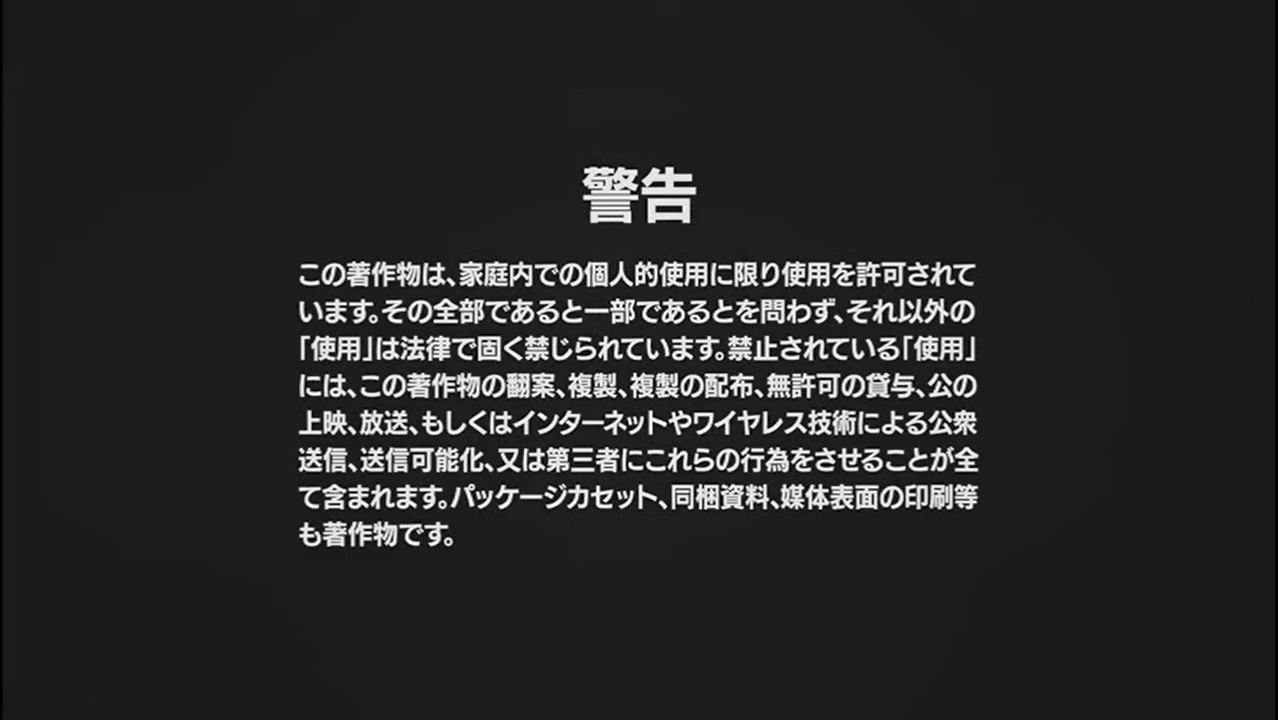 警告
この著作物は、家庭内での個人的使用に限り使用を許可されて
います。その全部であると一部であるとを問わず、それ以外の
「使用」は法律で固く禁じられています。禁止されている「使用」
には、この著作物の翻案、複製、複製の配布、無許可の貸与、公の
上映、放送、もしくはインターネットやワイヤレス技術による公衆
送信、送信可能化、又は第三者にこれらの行為をさせることが全
て含まれます。パッケージカセット、同梱資料、媒体表面の印刷等
も著作物です。